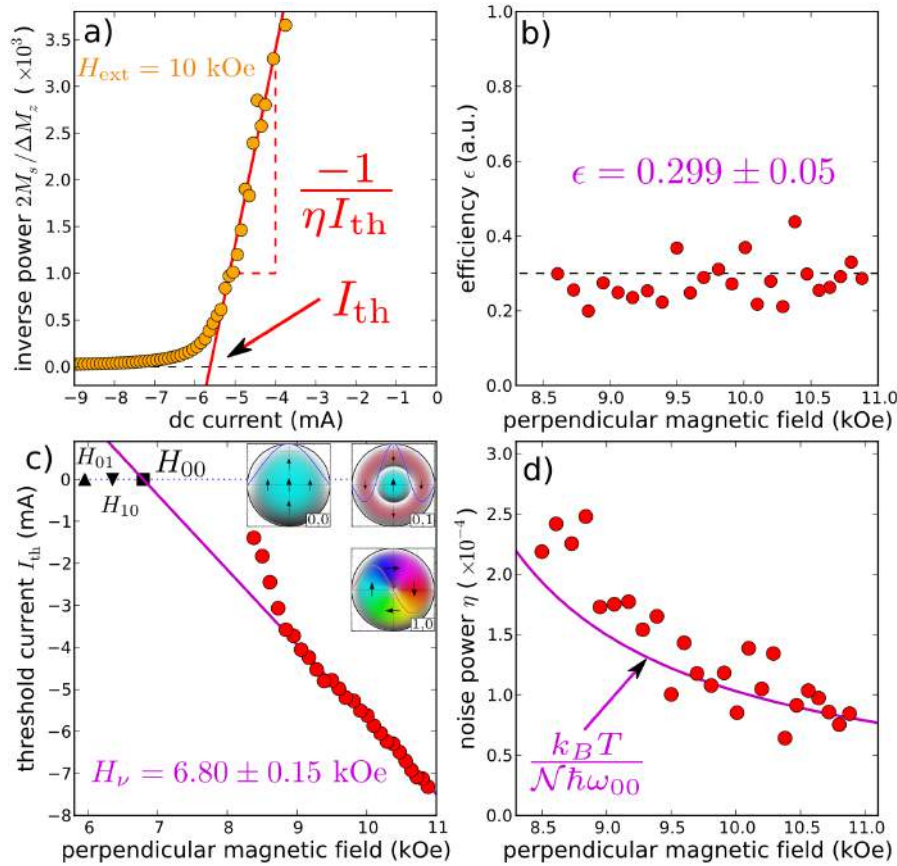 a)
H_ext = 10 kOe
inverse power 2M_s/ΔM_z (×10^3)
3.5
3.0
2.5
2.0
1.5
1.0
0.5
0.0
-1
ηI_th
I_th
−9 −8 −7 −6 −5 −4 −3 −2 −1 0
dc current (mA)
b)
efficiency ϵ (a.u.)
1.0
0.8
0.6
0.4
0.2
0.0
ϵ = 0.299 ± 0.05
8.5 9.0 9.5 10.0 10.5 11.0
perpendicular magnetic field (kOe)
c)
threshold current I_th (mA)
0
−1
−2
−3
−4
−5
−6
−7
−8
H_01
H_10
H_00
0,0
0,1
1,0
H_ν = 6.80 ± 0.15 kOe
6 7 8 9 10 11
perpendicular magnetic field (kOe)
d)
noise power η (×10^−4)
3.0
2.5
2.0
1.5
1.0
0.5
0.0
k_B T
𝒩ℏω_00
8.5 9.0 9.5 10.0 10.5 11.0
perpendicular magnetic field (kOe)